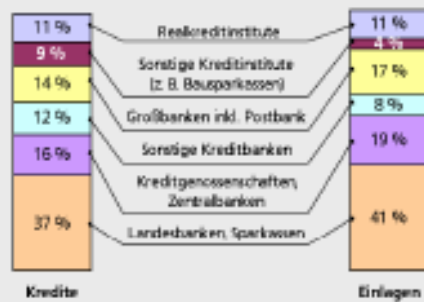 11 %
9 %
14 %
12 %
16 %
37 %
Kredite
Realkreditinstitute
Sonstige Kreditinstitute
(z. B. Bausparkassen)
Großbanken inkl. Postbank
Sonstige Kreditbanken
Kreditgenossenschaften,
Zentralbanken
Landesbanken, Sparkassen
11 %
4 %
17 %
8 %
19 %
41 %
Einlagen